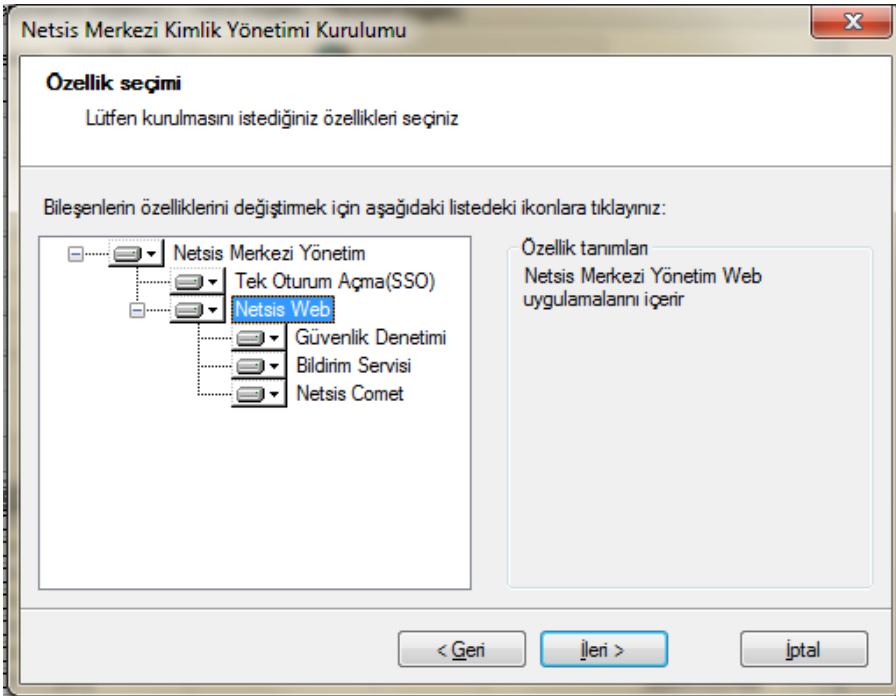 Netsis Merkezi Kimlik Yönetimi Kurulumu
Özellik seçimi
Lütfen kurulmasını istediğiniz özellikleri seçiniz
Bileşenlerin özelliklerini değiştirmek için aşağıdaki listedeki ikonlara tıklayınız:
Netsis Merkezi Yönetim
Tek Oturum Açma(SSO)
Netsis Web
Güvenlik Denetimi
Bildirim Servisi
Netsis Comet
Özellik tanımları
Netsis Merkezi Yönetim Web
uygulamalarını içerir
< Geri
İleri >
İptal